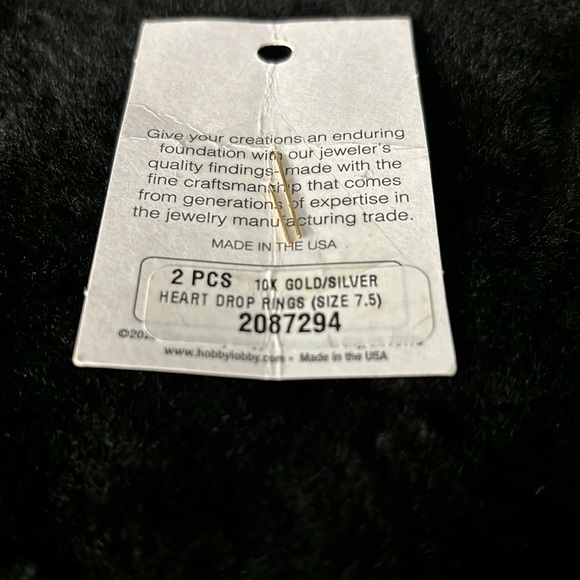 Give your creations an enduring
foundation with our jeweler's
quality findings- made with the
fine craftsmanship that comes
from generations of expertise in
the jewelry manufacturing trade.
MADE IN THE USA
2 PCS 10K GOLD/SILVER
HEART DROP RINGS (SIZE 7.5)
2087294
www.hobbylobby.com - Made in the USA